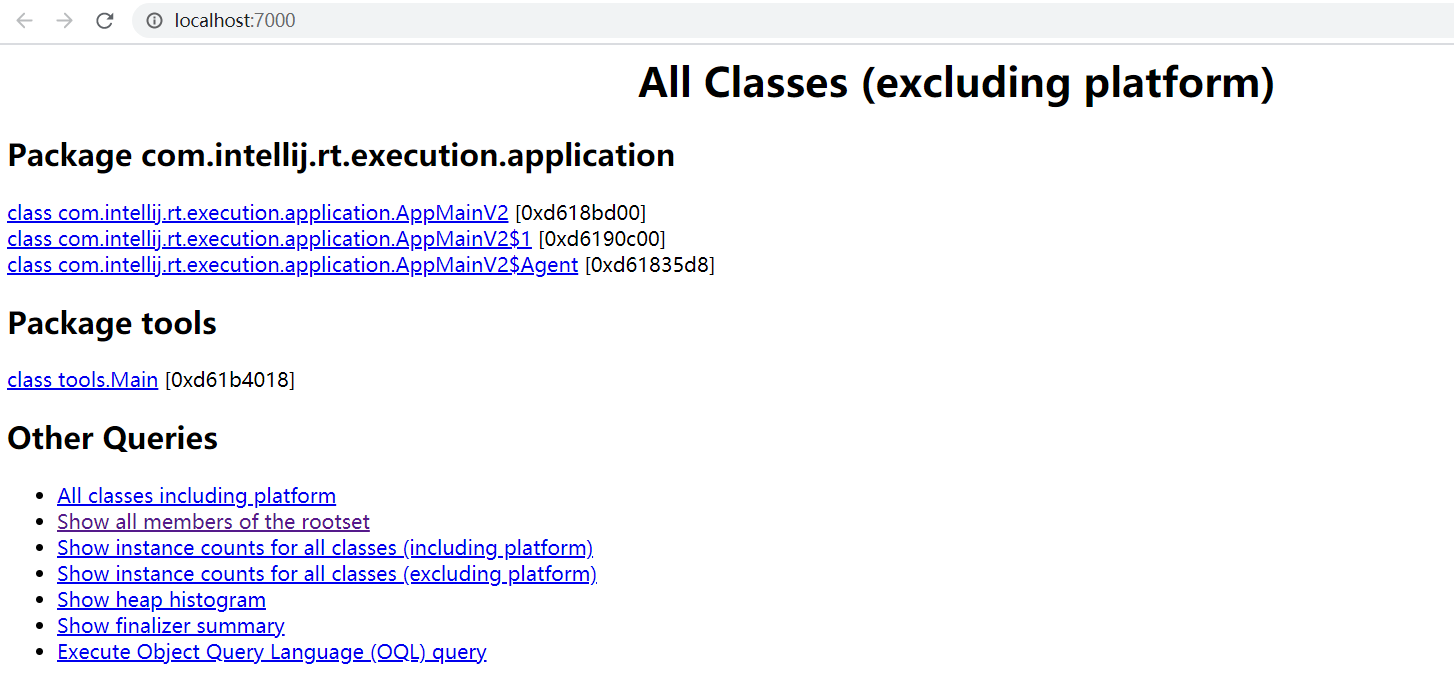 localhost:7000
All Classes (excluding platform)
Package com.intellij.rt.execution.application
class com.intellij.rt.execution.application.AppMainV2 [0xd618bd00]
class com.intellij.rt.execution.application.AppMainV2$1 [0xd6190c00]
class com.intellij.rt.execution.application.AppMainV2$Agent [0xd61835d8]
Package tools
class tools.Main [0xd61b4018]
Other Queries
All classes including platform
Show all members of the rootset
Show instance counts for all classes (including platform)
Show instance counts for all classes (excluding platform)
Show heap histogram
Show finalizer summary
Execute Object Query Language (OQL) query